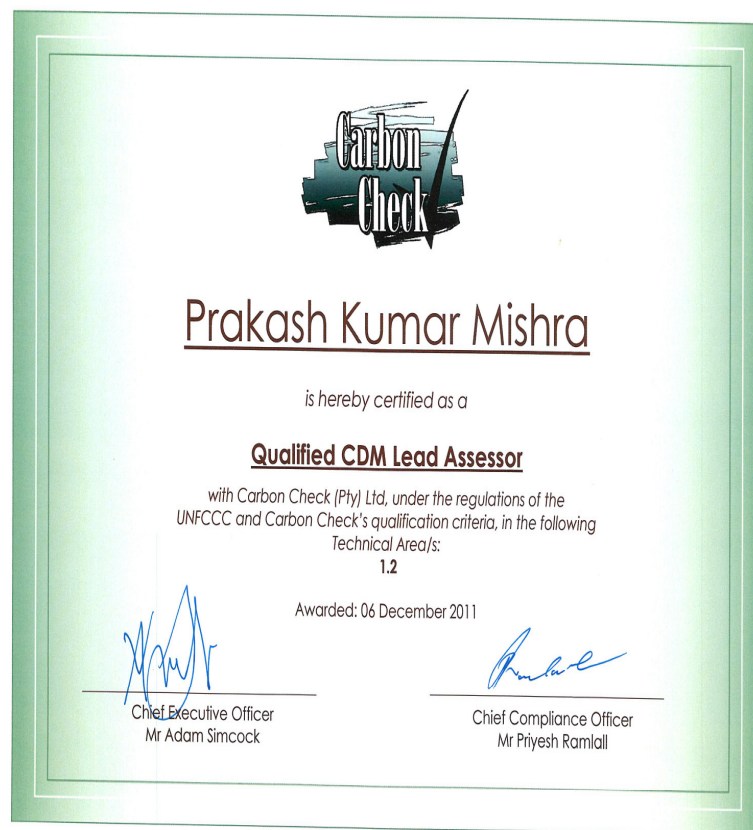 Carbon
Check
Prakash Kumar Mishra
is hereby certified as a
Qualified CDM Lead Assessor
with Carbon Check (Pty) Ltd, under the regulations of the
UNFCCC and Carbon Check's qualification criteria, in the following
Technical Area/s:
1.2
Awarded: 06 December 2011
Chief Executive Officer
Mr Adam Simcock
Chief Compliance Officer
Mr Priyesh Ramlall